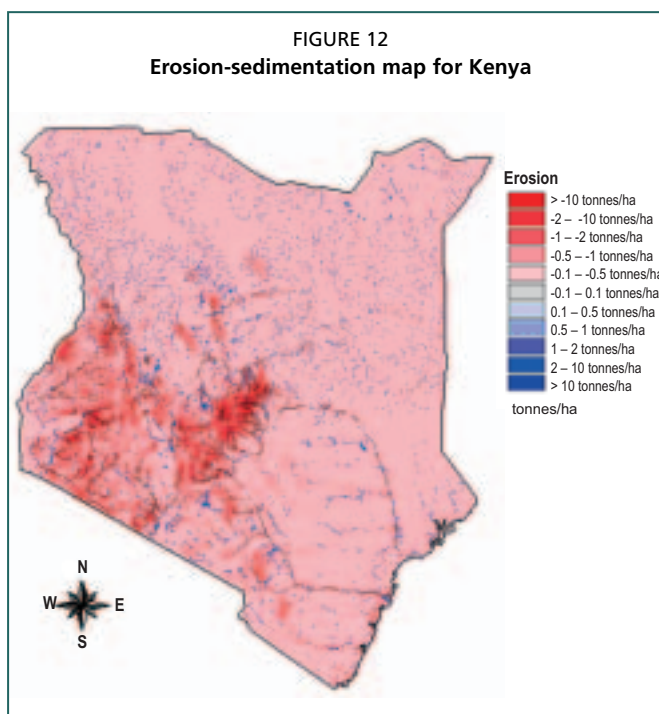 FIGURE 12
Erosion-sedimentation map for Kenya
Erosion
> -10 tonnes/ha
-2 – -10 tonnes/ha
-1 – -2 tonnes/ha
-0.5 – -1 tonnes/ha
-0.1 – -0.5 tonnes/ha
-0.1 – 0.1 tonnes/ha
0.1 – 0.5 tonnes/ha
0.5 – 1 tonnes/ha
1 – 2 tonnes/ha
2 – 10 tonnes/ha
> 10 tonnes/ha
tonnes/ha
N
W E
S